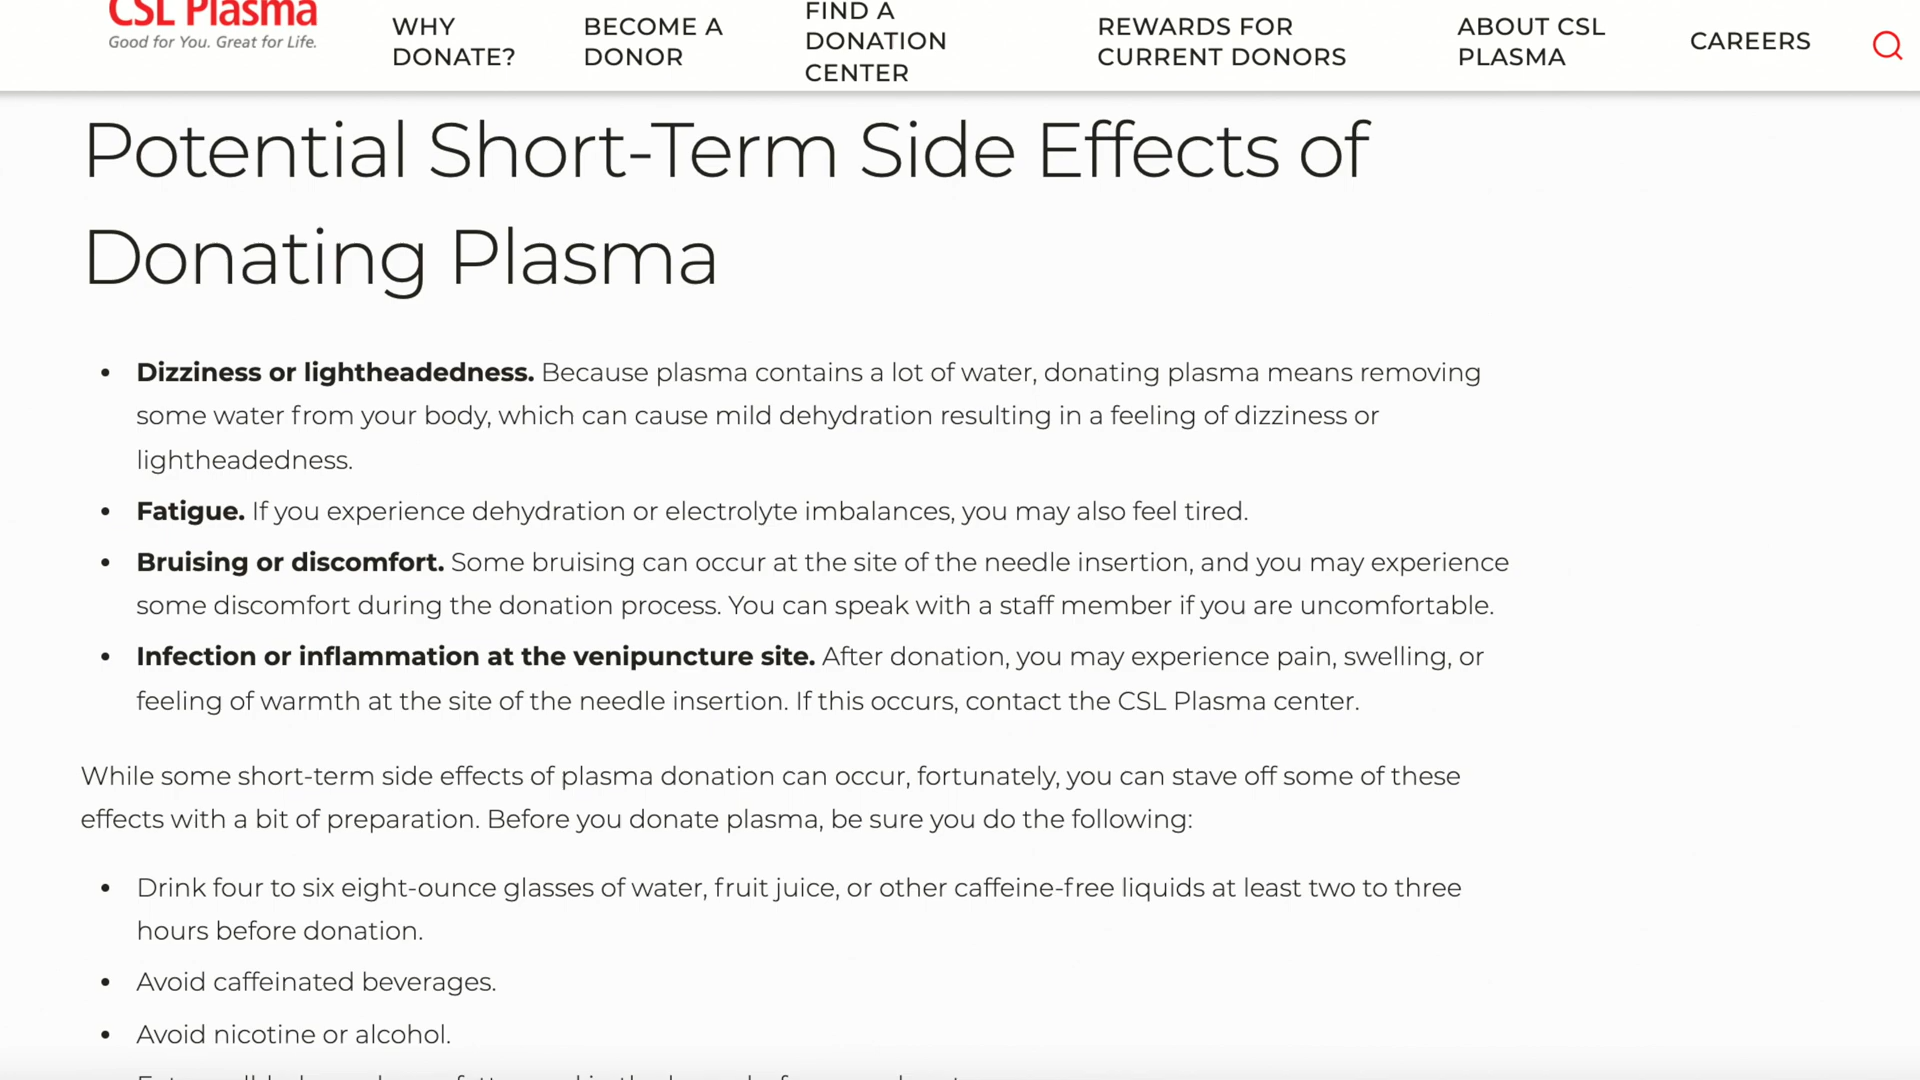 CSL Plasma
Good for You. Great for Life.
WHY
DONATE?
BECOME A
DONOR
FIND A
DONATION
CENTER
REWARDS FOR
CURRENT DONORS
ABOUT CSL
PLASMA
CAREERS
Potential Short-Term Side Effects of
Donating Plasma
• Dizziness or lightheadedness. Because plasma contains a lot of water, donating plasma means removing
some water from your body, which can cause mild dehydration resulting in a feeling of dizziness or
lightheadedness.
• Fatigue. If you experience dehydration or electrolyte imbalances, you may also feel tired.
• Bruising or discomfort. Some bruising can occur at the site of the needle insertion, and you may experience
some discomfort during the donation process. You can speak with a staff member if you are uncomfortable.
• Infection or inflammation at the venipuncture site. After donation, you may experience pain, swelling, or
feeling of warmth at the site of the needle insertion. If this occurs, contact the CSL Plasma center.
While some short-term side effects of plasma donation can occur, fortunately, you can stave off some of these
effects with a bit of preparation. Before you donate plasma, be sure you do the following:
• Drink four to six eight-ounce glasses of water, fruit juice, or other caffeine-free liquids at least two to three
hours before donation.
• Avoid caffeinated beverages.
• Avoid nicotine or alcohol.